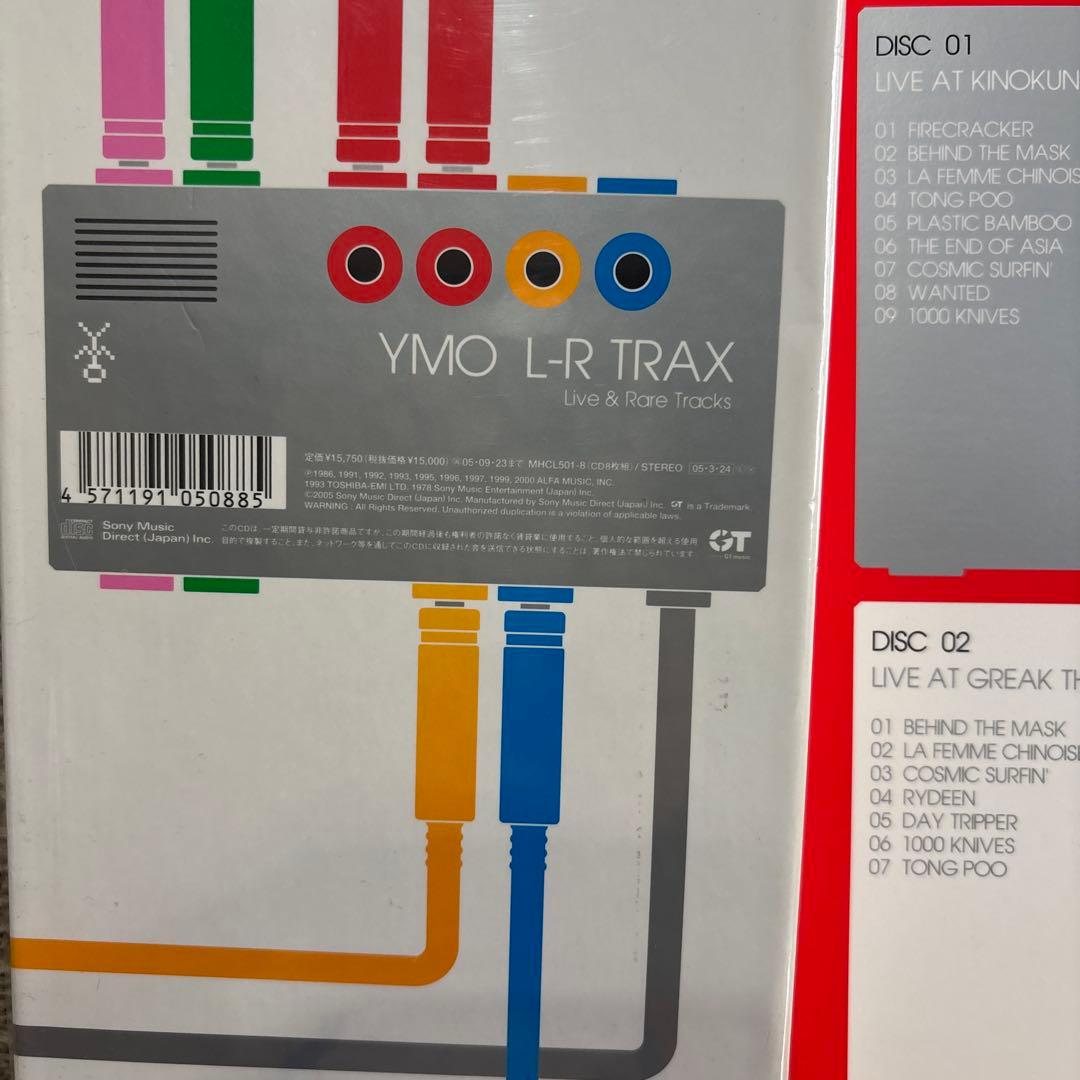 YMO L-R TRAX
Live & Rare Tracks
4 571191 050885
定価¥15,750(税抜価格¥15,000) 05・09・23まで MHCL501-8(CD8枚組)/STEREO 05・3・24
℗1986, 1991, 1992, 1993, 1995, 1996, 1997, 1999, 2000 ALFA MUSIC, INC.
1993 TOSHIBA-EMI LTD. 1978 Sony Music Entertainment (Japan) Inc.
©2005 Sony Music Direct (Japan) Inc. Manufactured by Sony Music Direct (Japan) Inc. GT is a Trademark.
WARNING : All Rights Reserved. Unauthorized duplication is a violation of applicable laws.
COMPACT
disc
DIGITAL AUDIO
Sony Music
Direct (Japan) Inc.
このCDは、一定期間貸与非許諾商品ですが、この期間経過後も権利者の許諾なく賃貸業に使用すること、個人的な範囲を超える使用
目的で複製すること、また、ネットワーク等を通してこのCDに収録された音を送信できる状態にすることは、著作権法で禁じられています。
GT
GT music
DISC 01
LIVE AT KINOKUN
01 FIRECRACKER
02 BEHIND THE MASK
03 LA FEMME CHINOIS
04 TONG POO
05 PLASTIC BAMBOO
06 THE END OF ASIA
07 COSMIC SURFIN'
08 WANTED
09 1000 KNIVES
DISC 02
LIVE AT GREAK TH
01 BEHIND THE MASK
02 LA FEMME CHINOISE
03 COSMIC SURFIN'
04 RYDEEN
05 DAY TRIPPER
06 1000 KNIVES
07 TONG POO